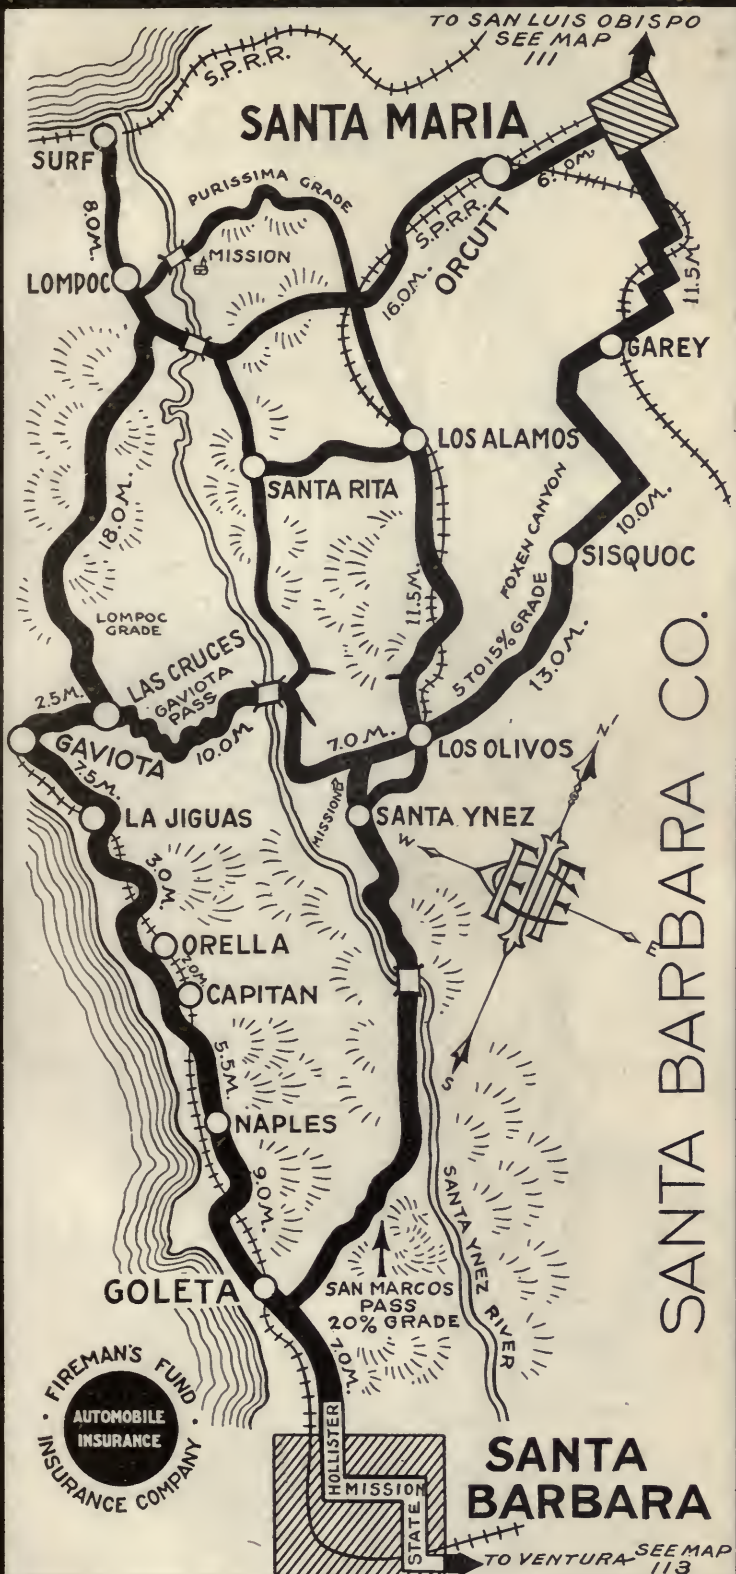 TO SAN LUIS OBISPO
SEE MAP
111
S.P.R.R.
SANTA MARIA
SURF
PURISSIMA GRADE
6.0M.
8.0M.
S.P.R.R.
ORCUTT
MISSION
LOMPOC
16.0M.
11.5M.
GAREY
LOS ALAMOS
SANTA RITA
18.0M.
10.0M.
FOXEN CANYON
5 TO 15% GRADE
SISQUOC
11.5M.
LOMPOC
GRADE
13.0M.
LAS CRUCES
GAVIOTA
PASS
2.5M.
10.0M
GAVIOTA
7.0M.
LOS OLIVOS
7.5M.
MISSION
LA JIGUAS
SANTA YNEZ
N
W
E
S
3.0M.
ORELLA
2.0M.
CAPITAN
5.5M.
NAPLES
9.0M.
SANTA YNEZ RIVER
GOLETA
SAN MARCOS
PASS
20% GRADE
7.0M.
SANTA BARBARA CO.
FIREMAN'S FUND
AUTOMOBILE
INSURANCE
INSURANCE COMPANY
HOLLISTER
MISSION
STATE
SANTA
BARBARA
TO VENTURA SEE MAP
113